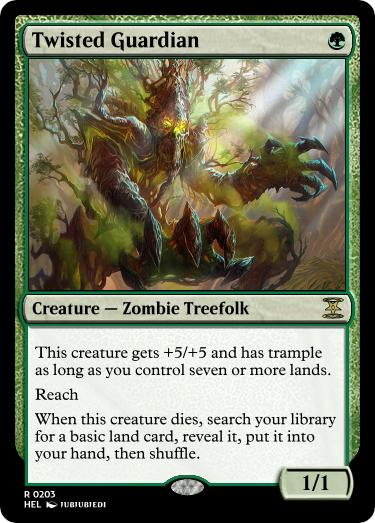 Twisted Guardian
Creature — Zombie Treefolk
This creature gets +5/+5 and has trample
as long as you control seven or more lands.
Reach
When this creature dies, search your library
for a basic land card, reveal it, put it into
your hand, then shuffle.
1/1
R 0203
HEL JUBJUBJEDI